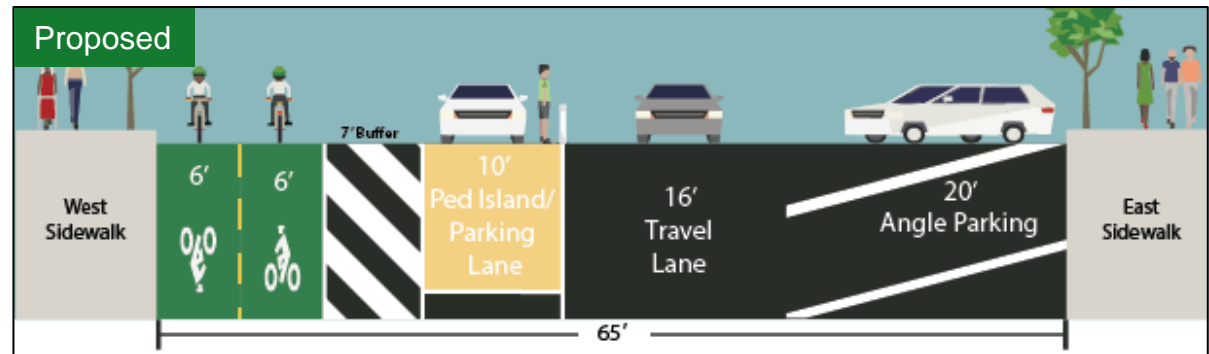 Proposed
7' Buffer
6'
6'
10'
Ped Island/
Parking
Lane
16'
Travel
Lane
20'
Angle Parking
West
Sidewalk
East
Sidewalk
65'